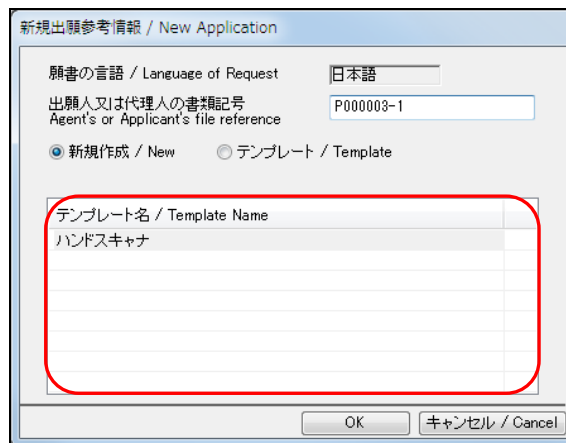 新規出願参考情報 / New Application
願書の言語 / Language of Request
日本語
出願人又は代理人の書類記号
Agent's or Applicant's file reference
P000003-1
新規作成 / New
テンプレート / Template
テンプレート名 / Template Name
ハンドスキャナ
OK
キャンセル / Cancel